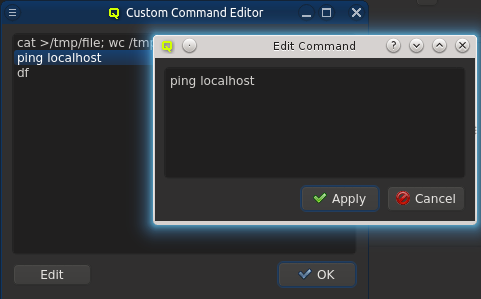 Custom Command Editor
cat >/tmp/file; wc /tmp
ping localhost
df
Edit Command
ping localhost
Apply
Cancel
Edit
OK